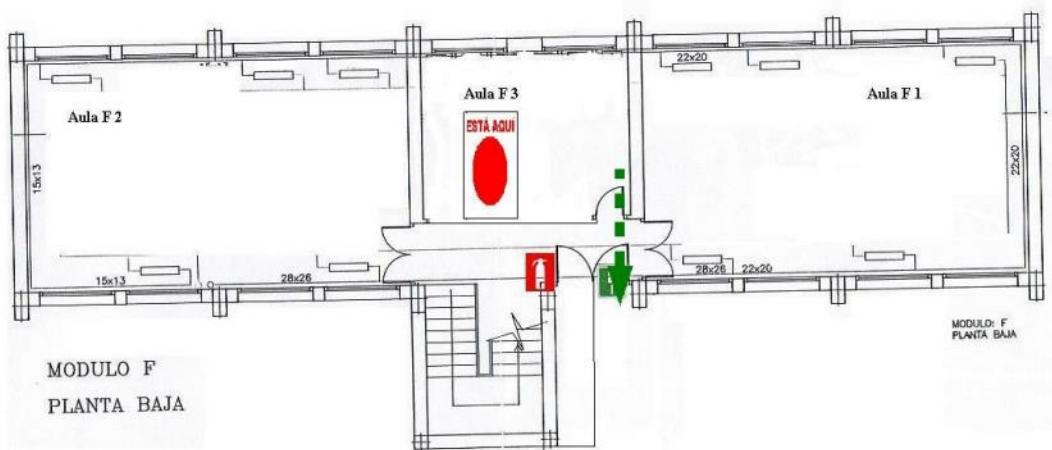 22x20
Aula F 2
Aula F 3
Aula F 1
ESTÁ AQUI
15x13
22x20
15x13
28x26
28x26
22x20
MODULO: F
PLANTA BAJA
MODULO F
PLANTA BAJA